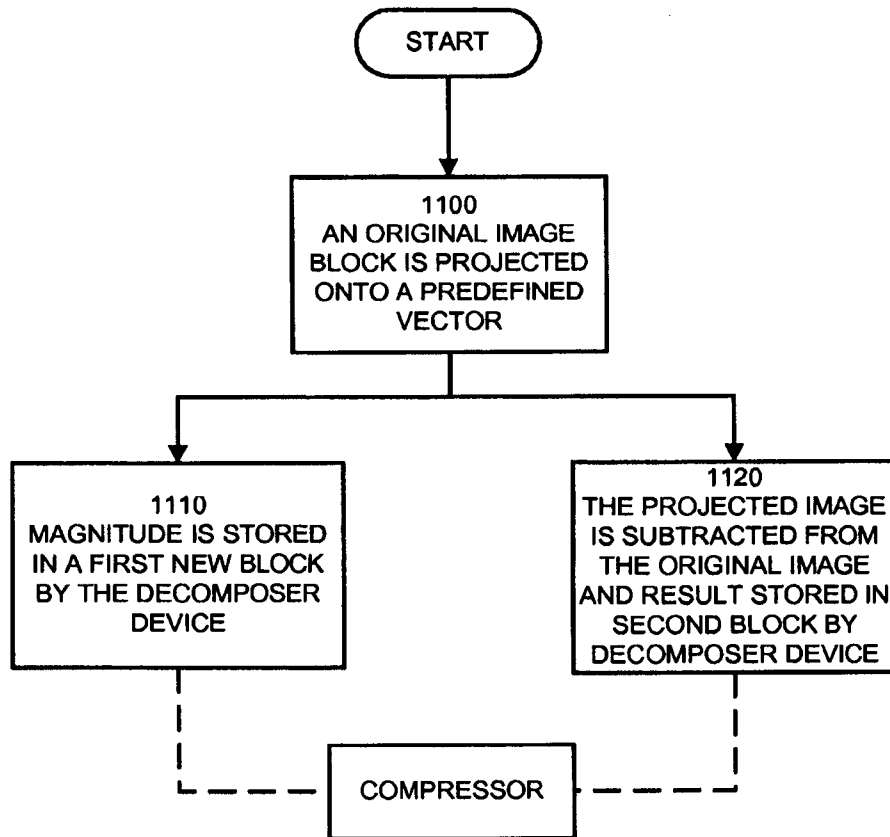 START
1100
AN ORIGINAL IMAGE
BLOCK IS PROJECTED
ONTO A PREDEFINED
VECTOR
1110
MAGNITUDE IS STORED
IN A FIRST NEW BLOCK
BY THE DECOMPOSER
DEVICE
1120
THE PROJECTED IMAGE
IS SUBTRACTED FROM
THE ORIGINAL IMAGE
AND RESULT STORED IN
SECOND BLOCK BY
DECOMPOSER DEVICE
COMPRESSOR